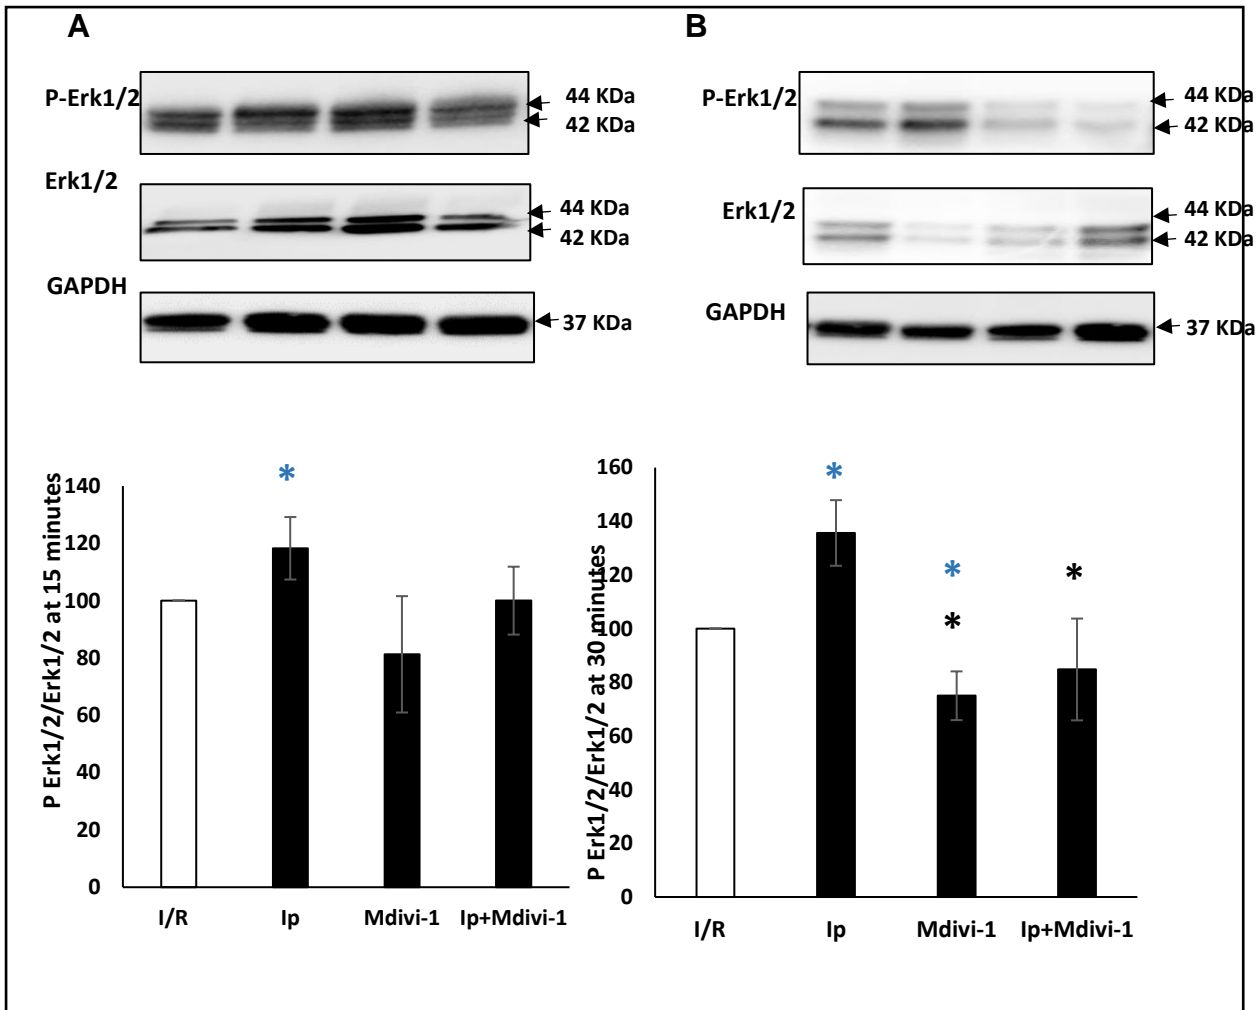 A
P-Erk1/2
44 KDa
42 KDa
Erk1/2
44 KDa
42 KDa
GAPDH
37 KDa
P Erk1/2/Erk1/2 at 15 minutes
140
120
100
80
60
40
20
0
*
I/R
Ip
Mdivi-1
Ip+Mdivi-1
B
P-Erk1/2
44 KDa
42 KDa
Erk1/2
44 KDa
42 KDa
GAPDH
37 KDa
P Erk1/2/Erk1/2 at 30 minutes
160
140
120
100
80
60
40
20
0
*
*
*
*
I/R
Ip
Mdivi-1
Ip+Mdivi-1